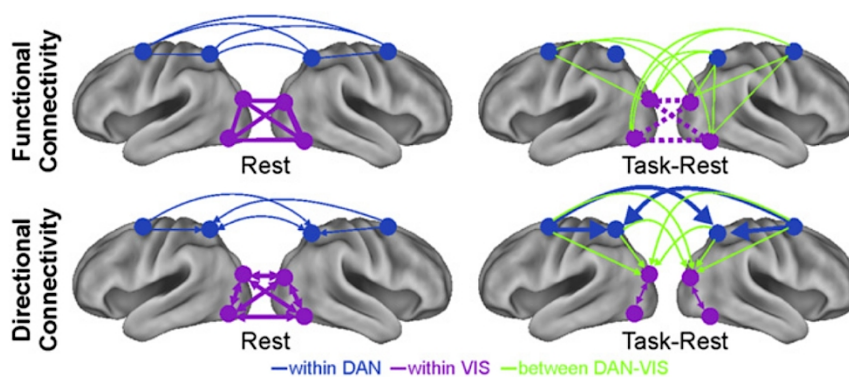 Functional
Connectivity
Rest
Task-Rest
Directional
Connectivity
Rest
Task-Rest
within DAN within VIS between DAN-VIS